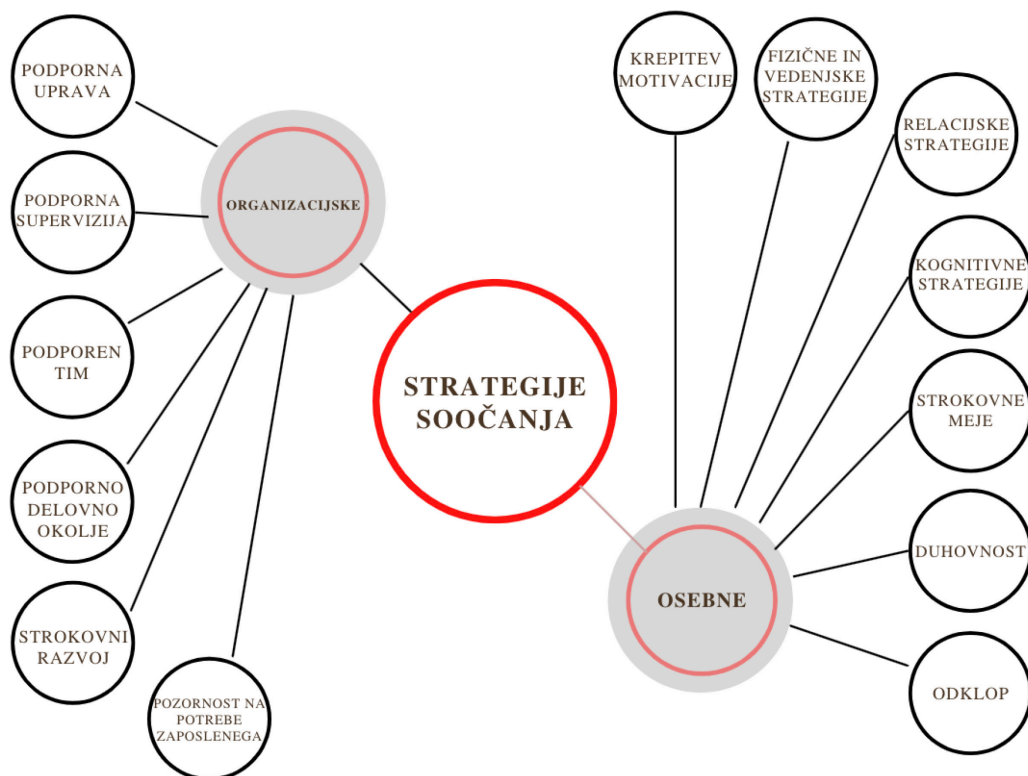 STRATEGIJE
SOOČANJA
ORGANIZACIJSKE
PODPORNA
UPRAVA
PODPORNA
SUPERVIZIJA
PODPOREN
TIM
PODPORNO
DELOVNO
OKOLJE
STROKOVNI
RAZVOJ
POZORNOST NA
POTREBE
ZAPOSLENEGA
OSEBNE
KREPITEV
MOTIVACIJE
FIZIČNE IN
VEDENJSKE
STRATEGIJE
RELACIJSKE
STRATEGIJE
KOGNITIVNE
STRATEGIJE
STROKOVNE
MEJE
DUHOVNOST
ODKLOP